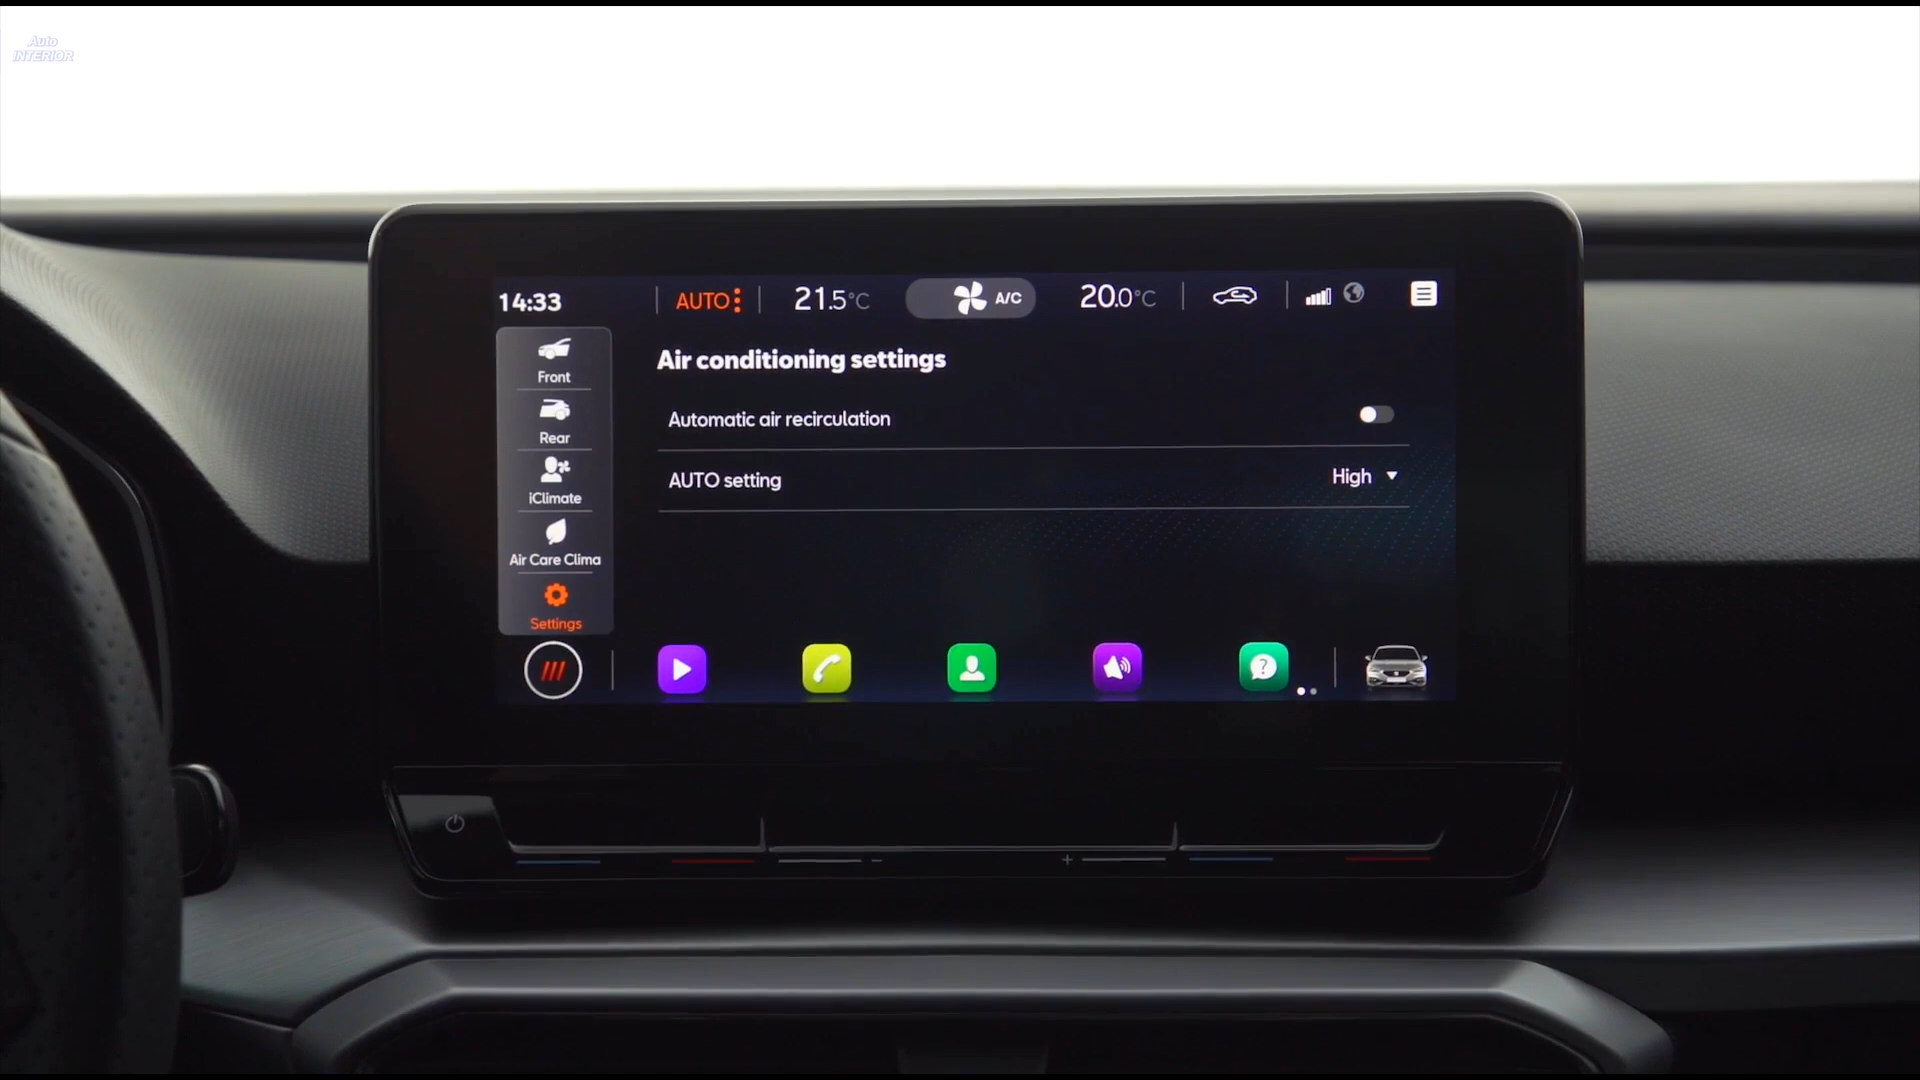 Auto
INTERIOR
14:33 AUTO 21.5°C A/C 20.0°C
Front
Rear
iClimate
Air Care Clima
Settings
Air conditioning settings
Automatic air recirculation
AUTO setting High
?
- +